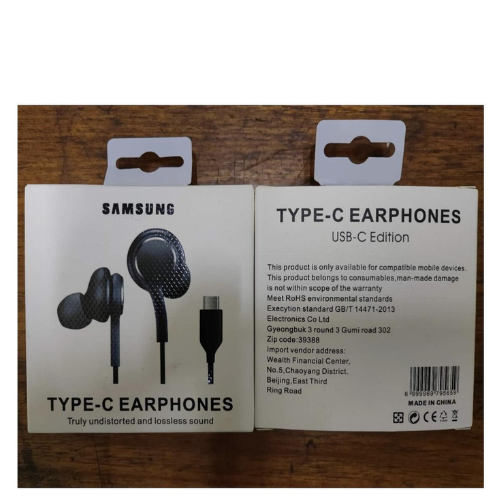 SAMSUNG
TYPE-C EARPHONES
Truly undistorted and lossless sound
TYPE-C EARPHONES
USB-C Edition
This product is only available for compatible mobile devices.
This product belongs to consumables, man-made damage
is not within scope of the warranty
Meet RoHS environmental standards
Execytion standard GB/T 14471-2013
Electronics Co Ltd
Gyeongbuk 3 round 3 Gumi road 302
Zip code:39388
Import vendor address:
Wealth Financial Center,
No.5,Chaoyang District.
Beijing,East Third
Ring Road
MADE IN CHINA